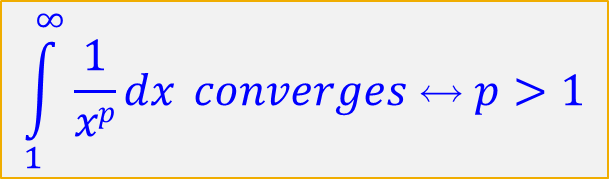 ∫₁^∞ 1/x^p dx converges ↔ p > 1